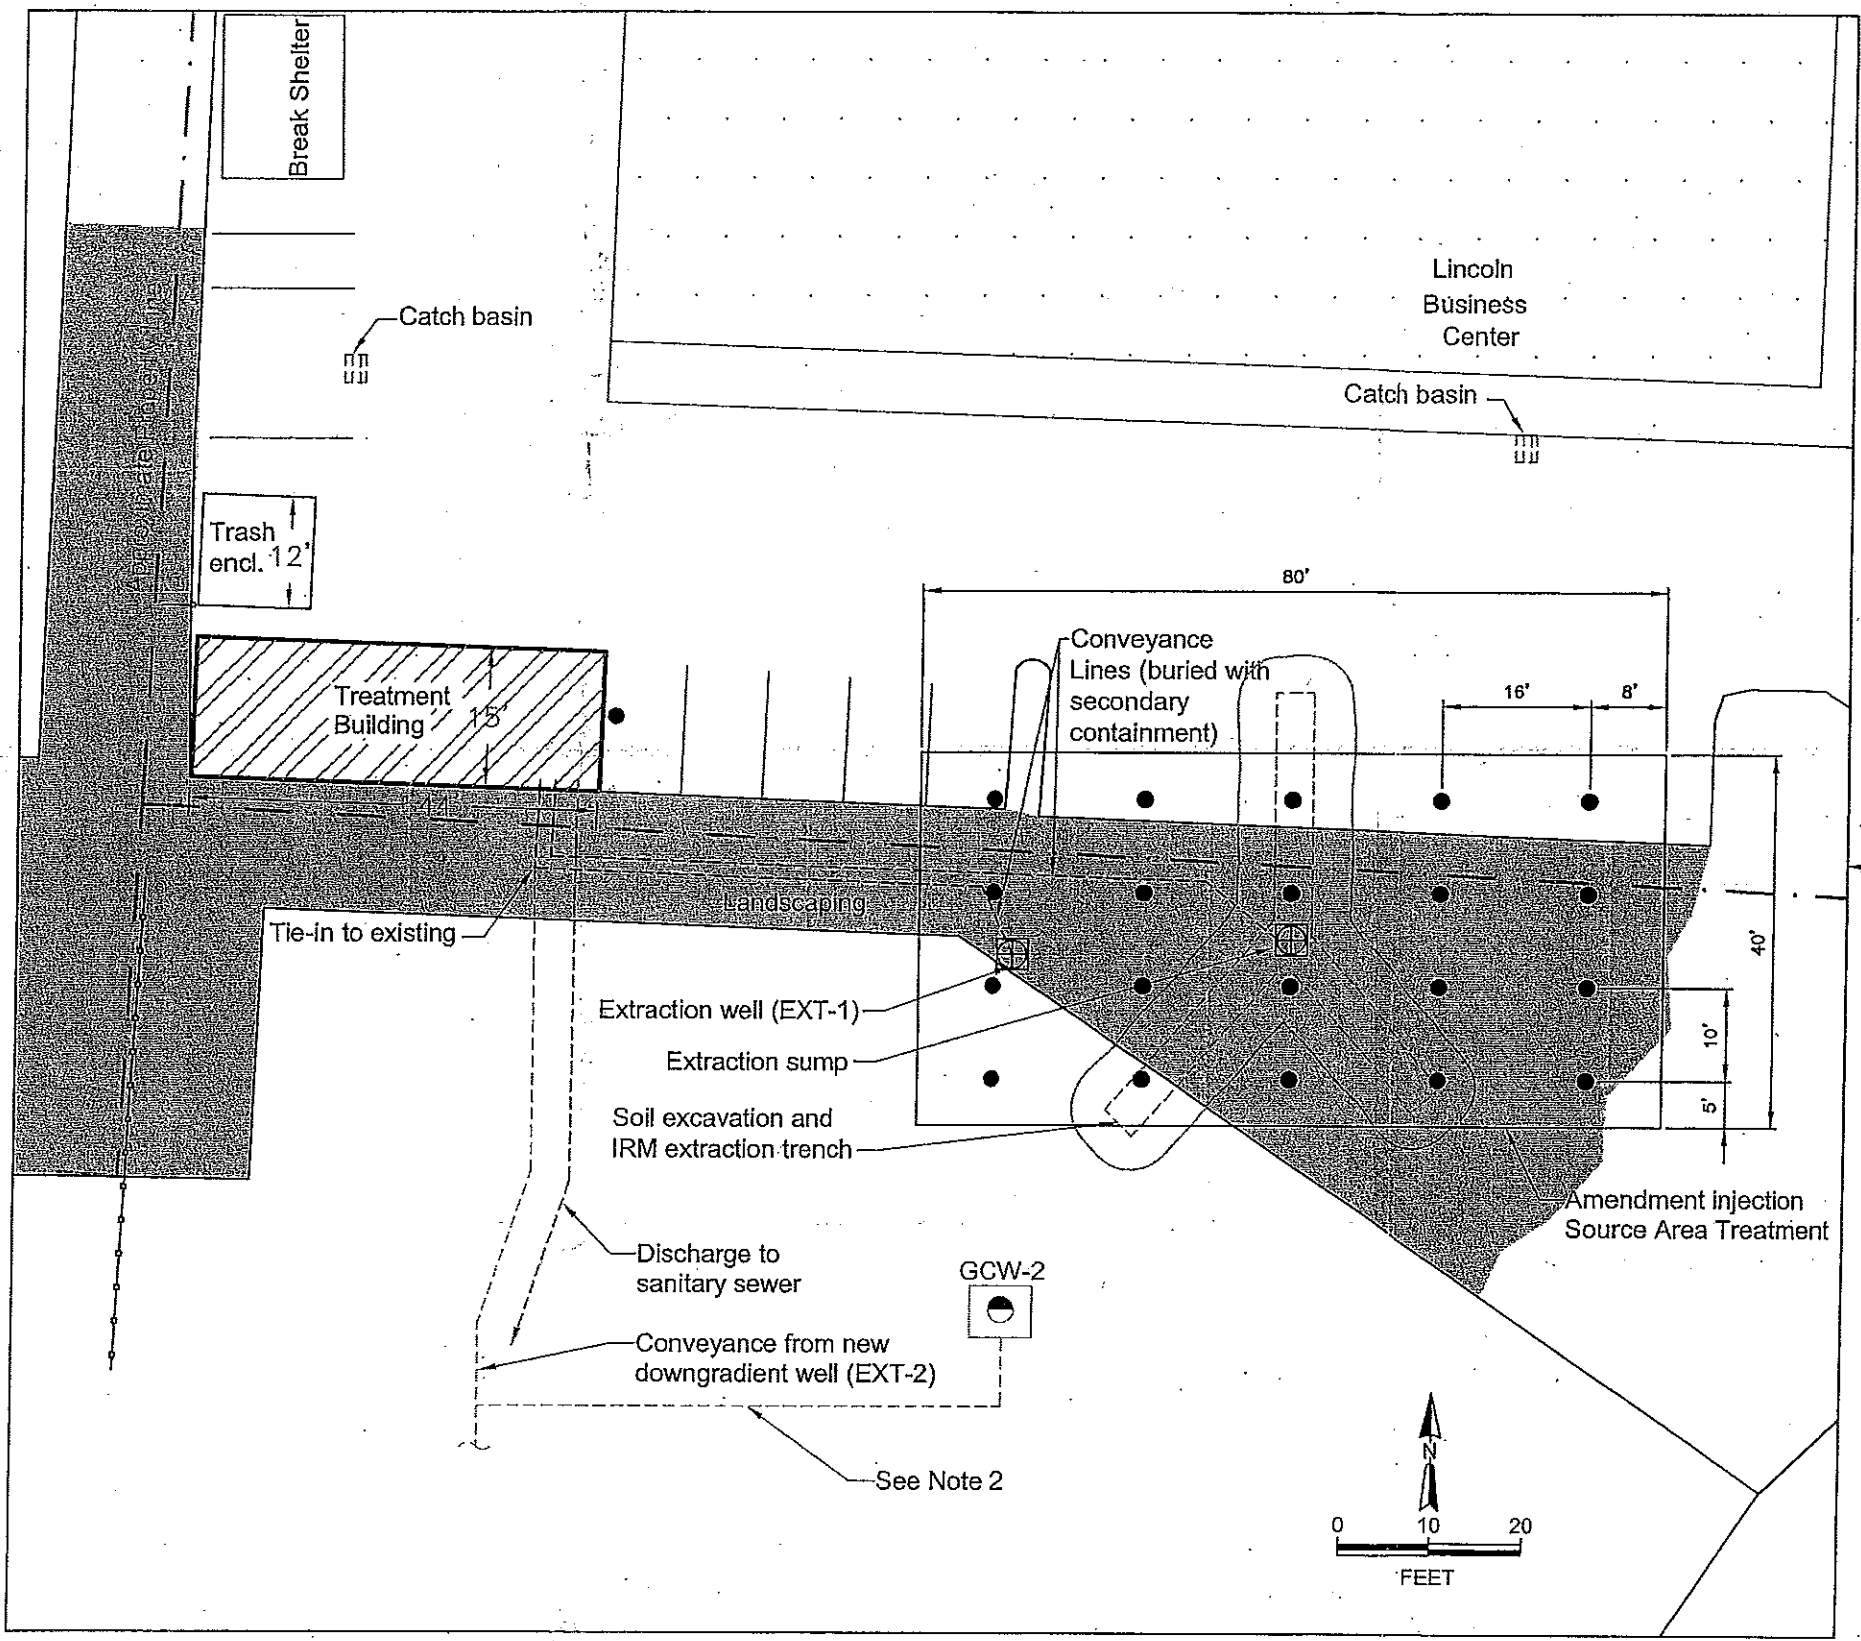 Break Shelter
Lincoln
Business
Center
Catch basin
Catch basin
Approximate Property Line
Trash
encl. 12'
80'
Conveyance
Lines (buried with
secondary
containment)
16'
8'
Treatment
Building
15'
44'
Landscaping
Tie-in to existing
40'
Extraction well (EXT-1)
10'
Extraction sump
5'
Soil excavation and
IRM extraction trench
Amendment injection
Source Area Treatment
Discharge to
sanitary sewer
GCW-2
Conveyance from new
downgradient well (EXT-2)
See Note 2
N
0 10 20
FEET